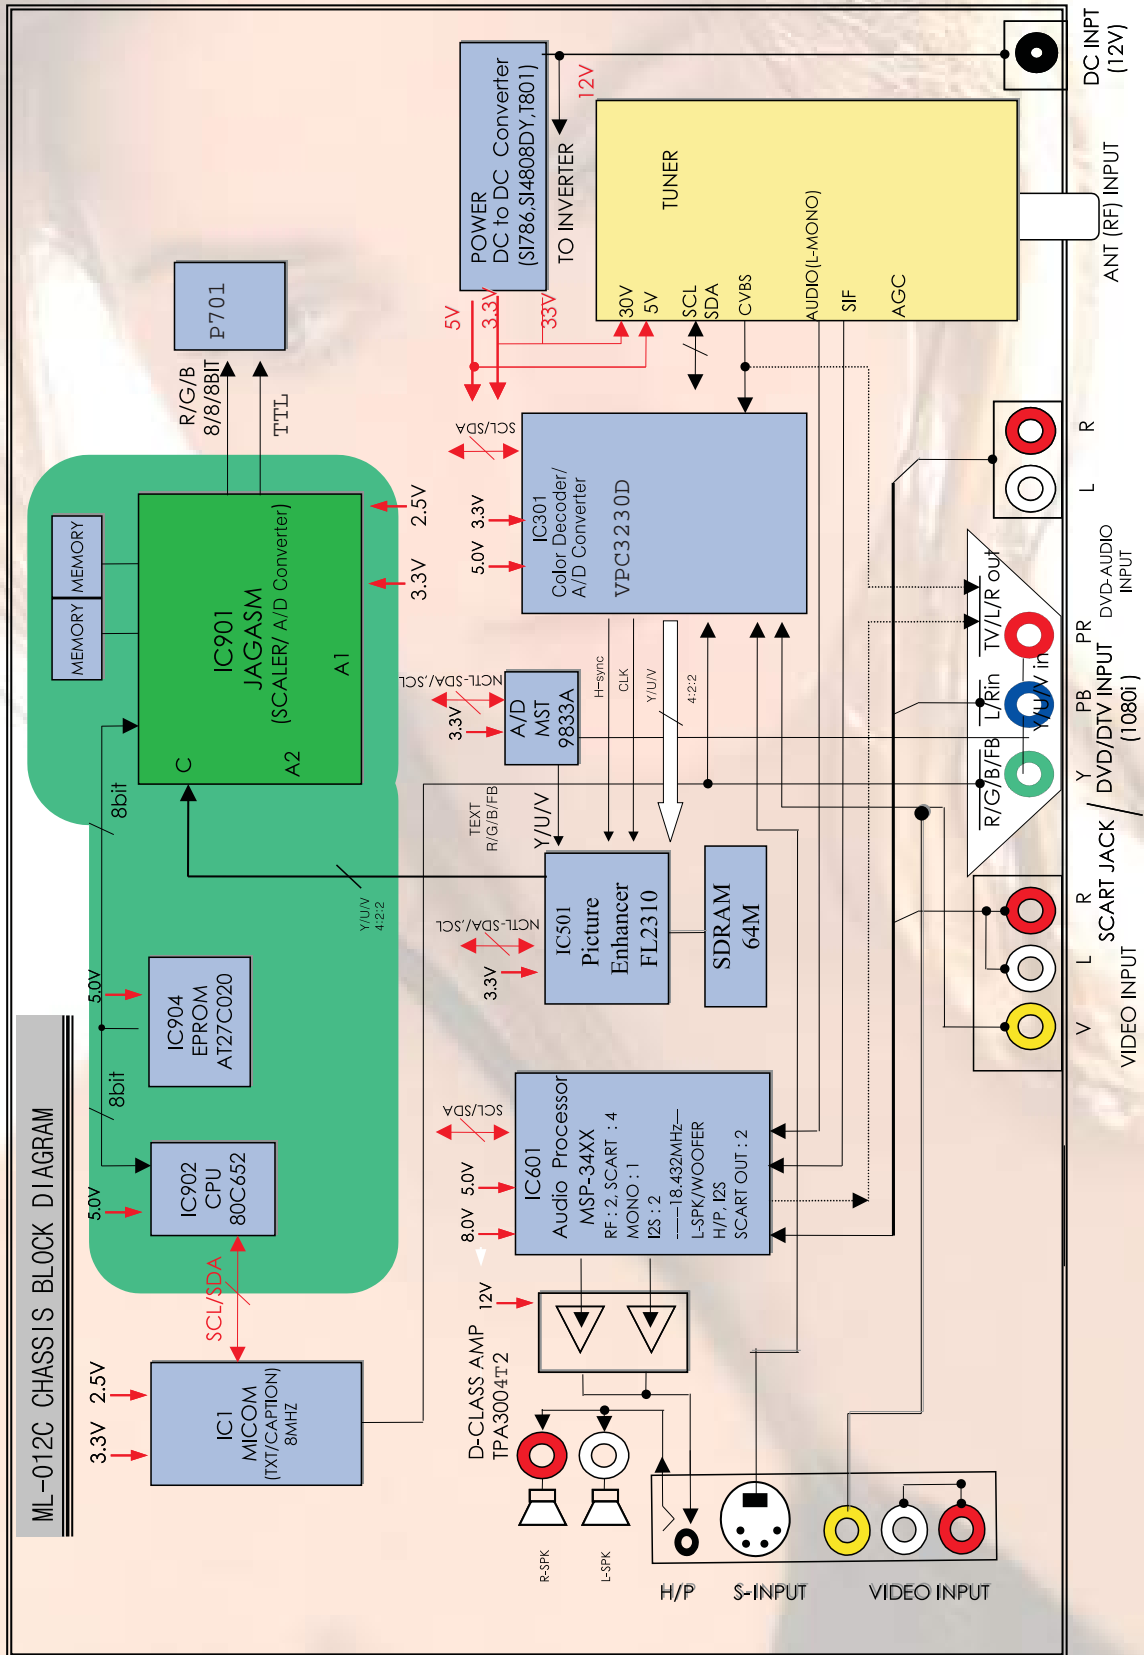 ML-012C CHASSIS BLOCK DIAGRAM
3.3V
2.5V
IC1
MICOM
(TXT/CAPTION)
8MHZ
SCL/SDA
5.0V
IC902
CPU
80C652
8bit
5.0V
IC904
EPROM
AT27C020
8bit
MEMORY
MEMORY
C
IC901
JAGASM
(SCALER/ A/D Converter)
A2
A1
3.3V
2.5V
R/G/B
8/8/8BIT
TTL
P701
Y/U/V
4:2:2
TEXT
R/G/B/FB
D-CLASS AMP
TPA3004T2
12V
8.0V
5.0V
SCL/SDA
IC601
Audio Processor
MSP-34XX
RF : 2, SCART : 4
MONO : 1
I2S : 2
----18.432MHz—
L-SPK/WOOFER
H/P, I2S
SCART OUT : 2
3.3V
NCTL-SDA/,SCL
IC501
Picture
Enhancer
FL2310
SDRAM
64M
Y/U/V
3.3V
NCTL-SDA/,SCL
A/D
MST
9833A
H=sync
CLK
Y/U/V
4:2:2
5.0V
3.3V
SCL/SDA
IC301
Color Decoder/
A/D Converter
VPC3230D
5V
3.3V
33V
POWER
DC to DC Converter
(SI786,SI4808DY,T801)
TO INVERTER
12V
TUNER
30V
5V
SCL
SDA
CVBS
AUDIO(L-MONO)
SIF
AGC
R-SPK
L-SPK
H/P
S-INPUT
VIDEO INPUT
R/G/B/FB
L/Rin
TV/L/R out
Y/U/V in
V
L
R
VIDEO INPUT
SCART JACK /
Y
PB
PR
DVD/DTV INPUT
(1080i )
DVD-AUDIO
INPUT
L
R
ANT (RF) INPUT
DC INPT
(12V)